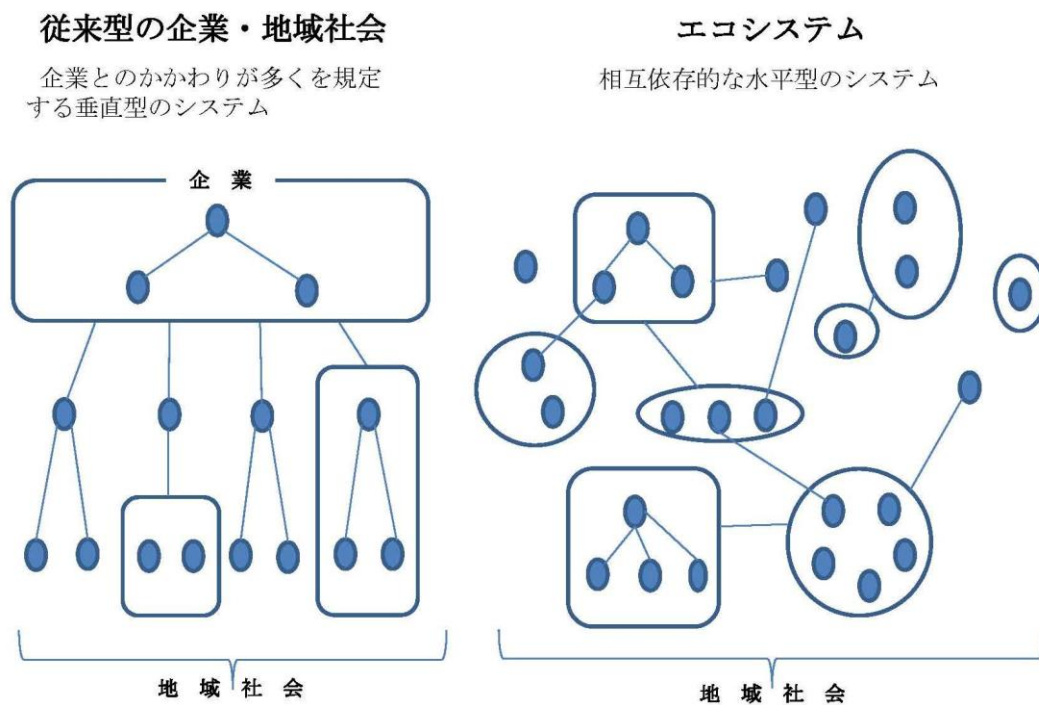 従来型の企業・地域社会
企業とのかかわりが多くを規定
する垂直型のシステム
企 業
地 域 社 会
エコシステム
相互依存的な水平型のシステム
地 域 社 会